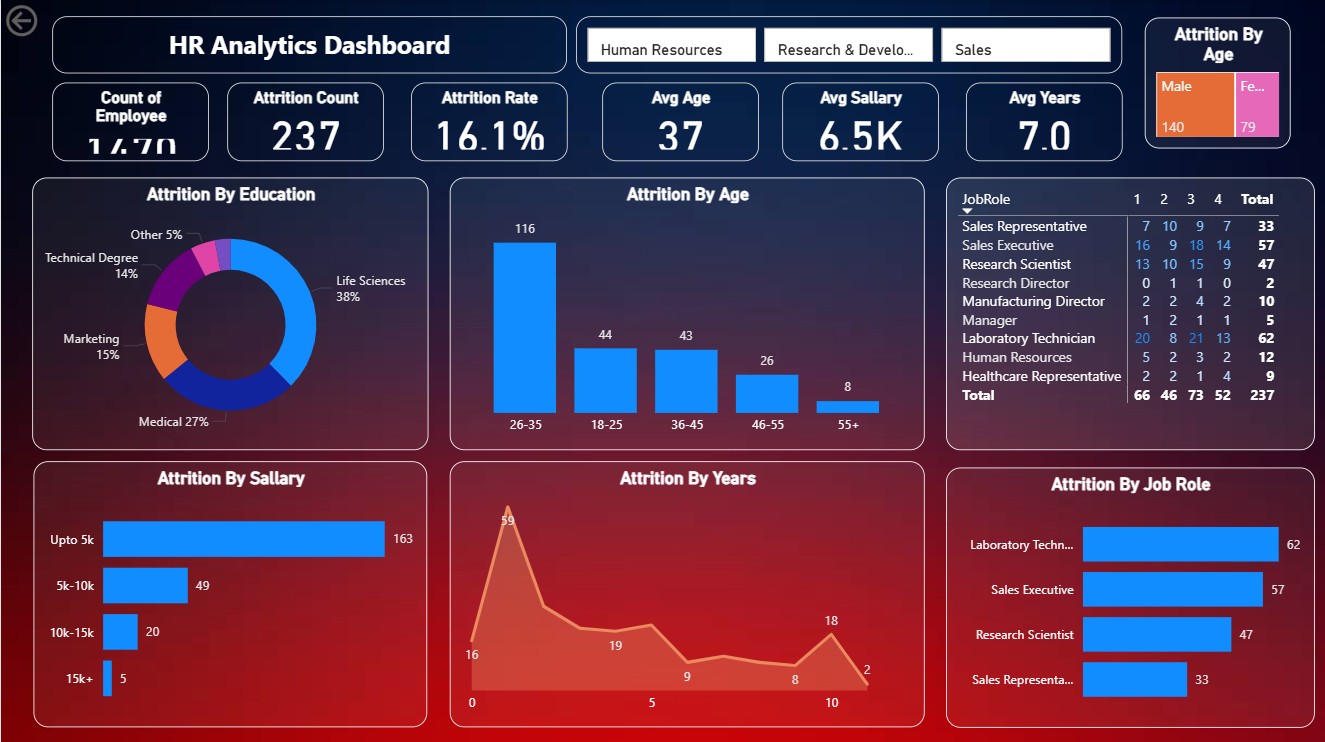 HR Analytics Dashboard
Human Resources
Research & Develo...
Sales
Attrition By
Age
Male
Fe...
140
79
Count of
Employee
1470
Attrition Count
237
Attrition Rate
16.1%
Avg Age
37
Avg Sallary
6.5K
Avg Years
7.0
Attrition By Education
Other 5%
Technical Degree
14%
Life Sciences
38%
Marketing
15%
Medical 27%
Attrition By Age
116
44
43
26
8
26-35 18-25 36-45 46-55 55+
JobRole 1 2 3 4 Total
Sales Representative 7 10 9 7 33
Sales Executive 16 9 18 14 57
Research Scientist 13 10 15 9 47
Research Director 0 1 1 0 2
Manufacturing Director 2 2 4 2 10
Manager 1 2 1 1 5
Laboratory Technician 20 8 21 13 62
Human Resources 5 2 3 2 12
Healthcare Representative 2 2 1 4 9
Total 66 46 73 52 237
Attrition By Sallary
Upto 5k 163
5k-10k 49
10k-15k 20
15k+ 5
Attrition By Years
59
16
19
9
8
18
2
0 5 10
Attrition By Job Role
Laboratory Techn... 62
Sales Executive 57
Research Scientist 47
Sales Representa... 33